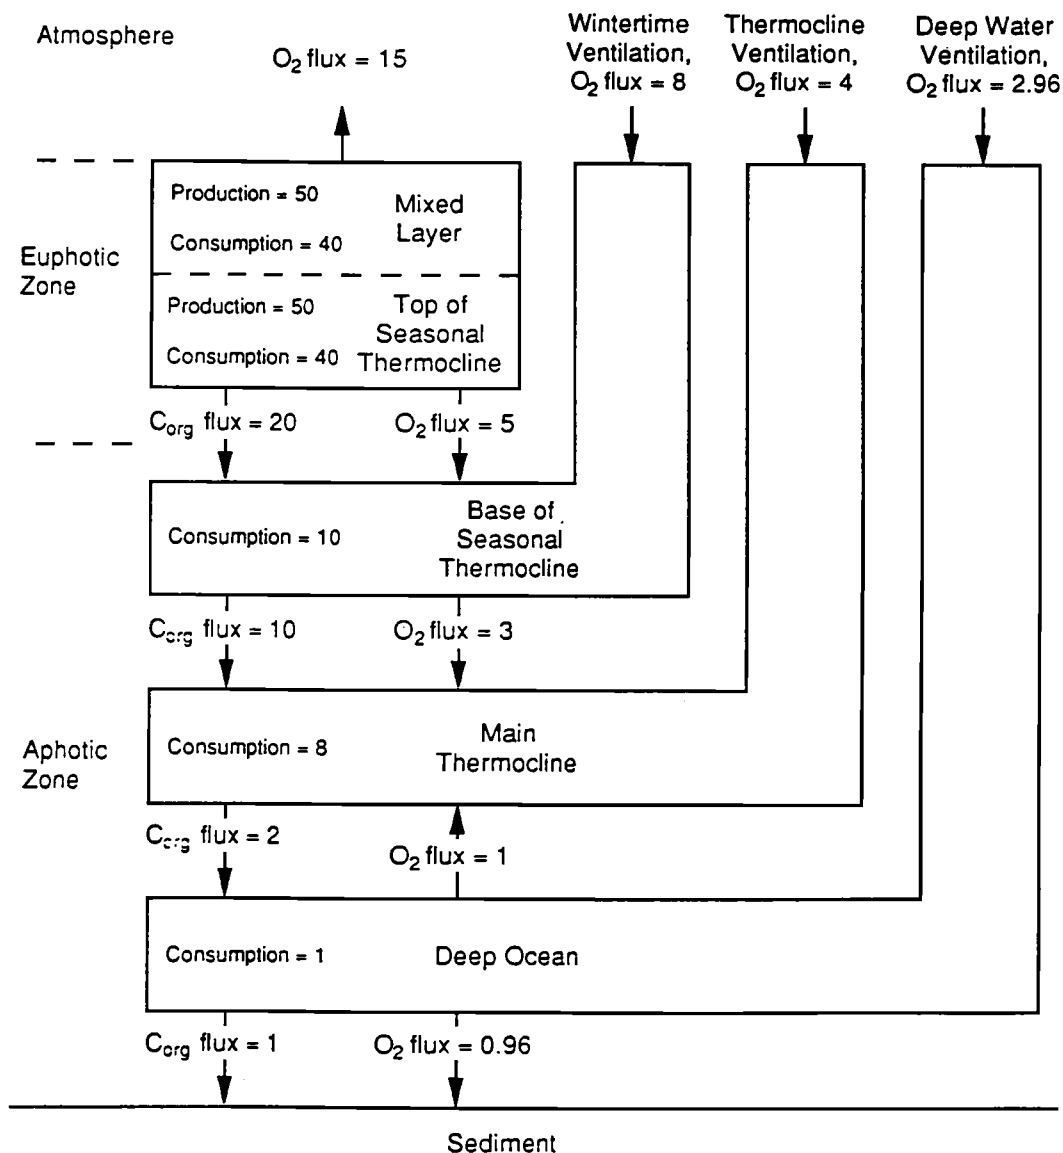 Atmosphere
O2 flux = 15
Wintertime
Ventilation,
O2 flux = 8
Thermocline
Ventilation,
O2 flux = 4
Deep Water
Ventilation,
O2 flux = 2.96
Euphotic
Zone
Production = 50
Consumption = 40
Mixed
Layer
Production = 50
Consumption = 40
Top of
Seasonal
Thermocline
Corg flux = 20
O2 flux = 5
Consumption = 10
Base of
Seasonal
Thermocline
Corg flux = 10
O2 flux = 3
Aphotic
Zone
Consumption = 8
Main
Thermocline
Corg flux = 2
O2 flux = 1
Consumption = 1
Deep Ocean
Corg flux = 1
O2 flux = 0.96
Sediment